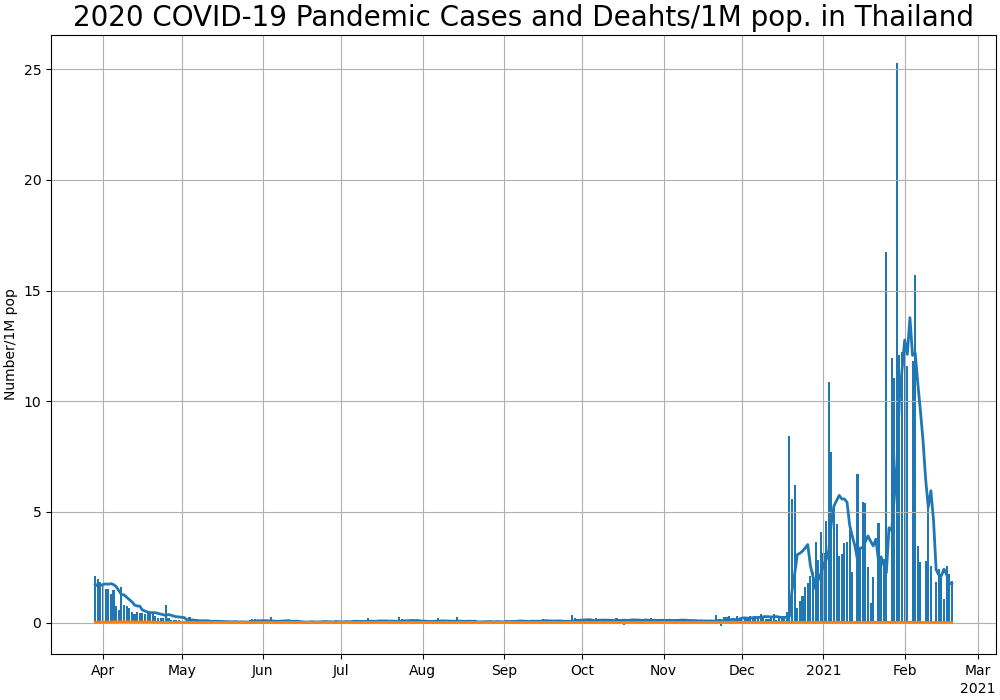 2020 COVID-19 Pandemic Cases and Deahts/1M pop. in Thailand
Number/1M pop
25
20
15
10
5
0
Apr May Jun Jul Aug Sep Oct Nov Dec 2021 Feb Mar
2021